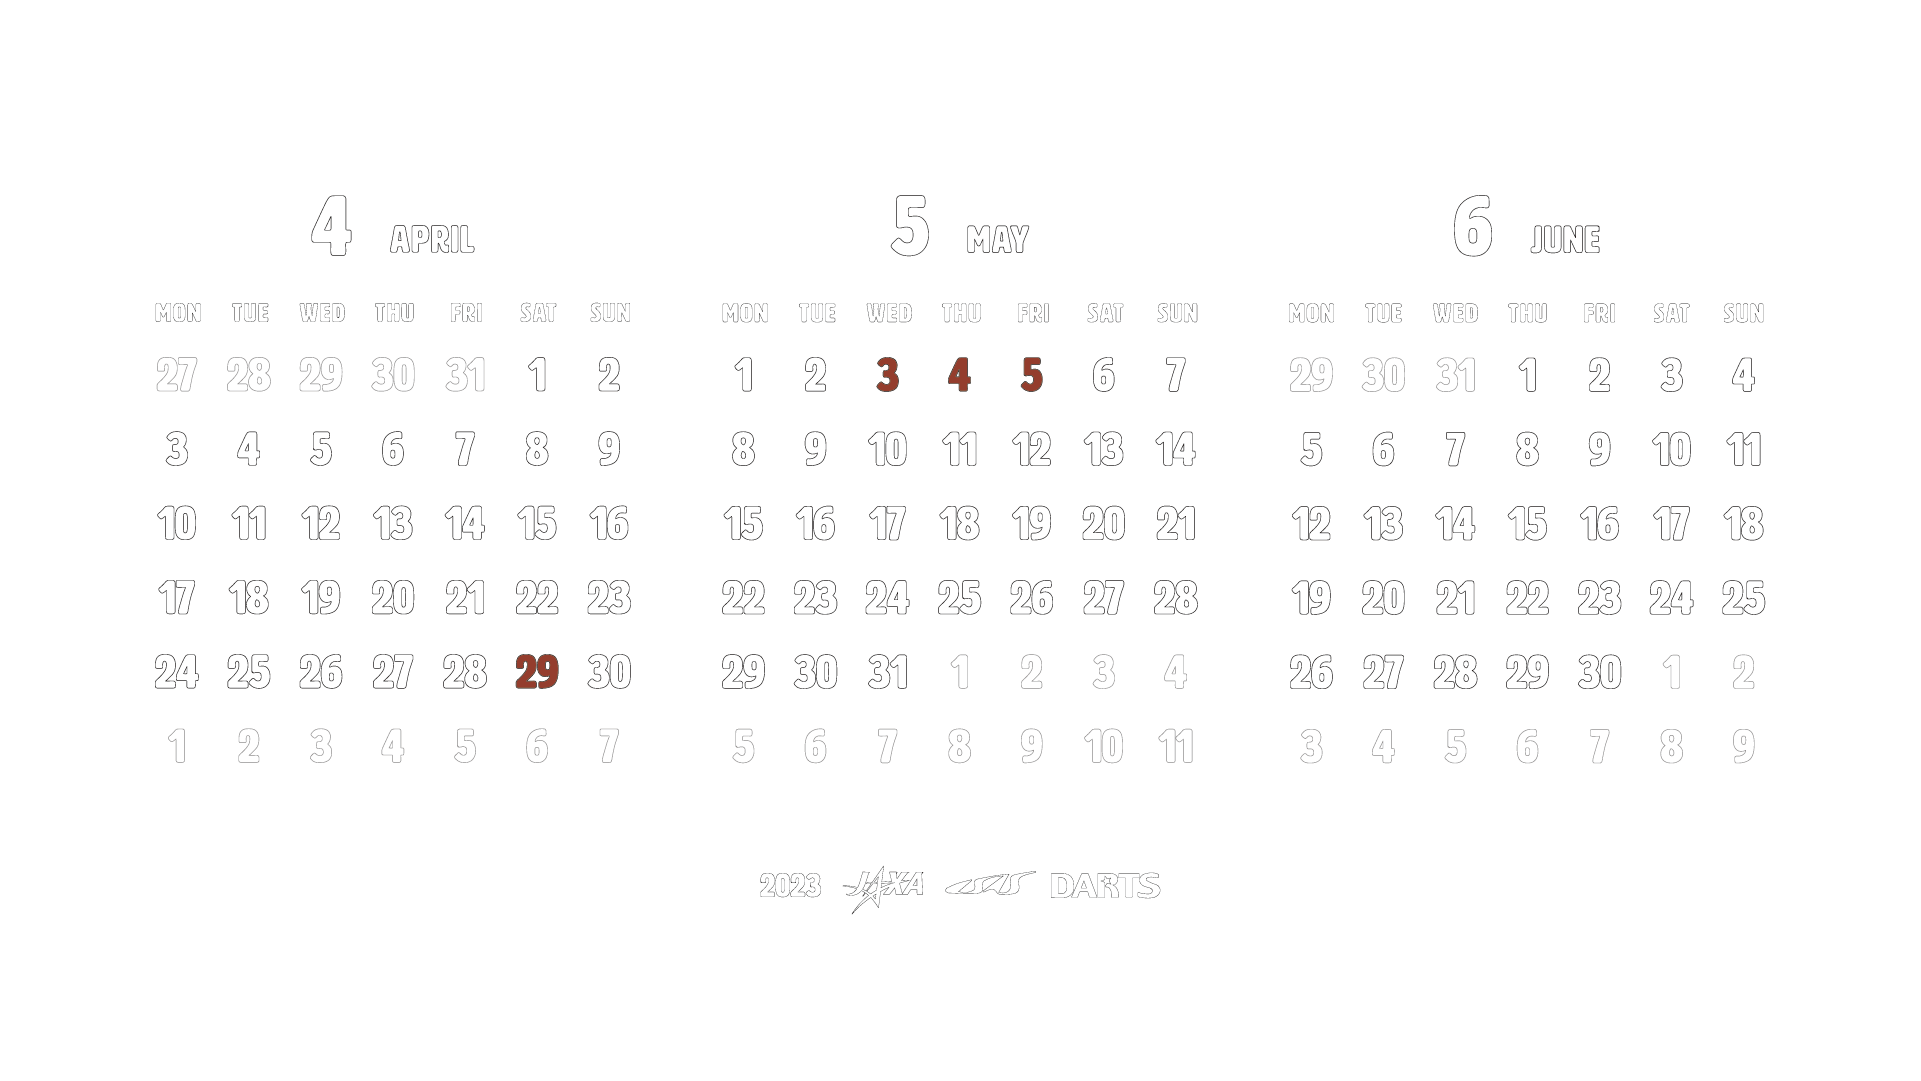 4 APRIL
MON TUE WED THU FRI SAT SUN
27 28 29 30 31 1 2
3 4 5 6 7 8 9
10 11 12 13 14 15 16
17 18 19 20 21 22 23
24 25 26 27 28 29 30
1 2 3 4 5 6 7
5 MAY
MON TUE WED THU FRI SAT SUN
1 2 3 4 5 6 7
8 9 10 11 12 13 14
15 16 17 18 19 20 21
22 23 24 25 26 27 28
29 30 31 1 2 3 4
5 6 7 8 9 10 11
6 JUNE
MON TUE WED THU FRI SAT SUN
29 30 31 1 2 3 4
5 6 7 8 9 10 11
12 13 14 15 16 17 18
19 20 21 22 23 24 25
26 27 28 29 30 1 2
3 4 5 6 7 8 9
2023 JAXA ISAS DARTS